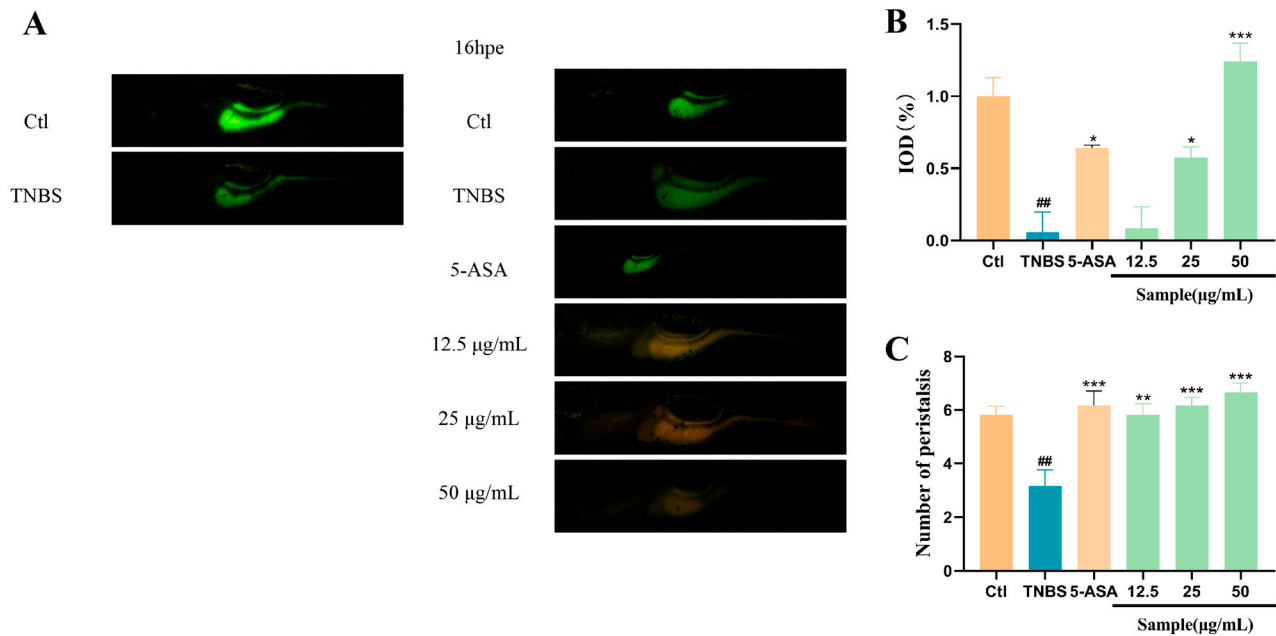 A
16hpe
Ctl
TNBS
Ctl
TNBS
5-ASA
12.5 μg/mL
25 μg/mL
50 μg/mL
B
IOD(%)
1.5
1.0
0.5
0.0
##
*
*
***
Ctl TNBS 5-ASA 12.5 25 50
Sample(μg/mL)
C
Number of peristalsis
8
6
4
2
0
##
***
**
***
***
Ctl TNBS 5-ASA 12.5 25 50
Sample(μg/mL)